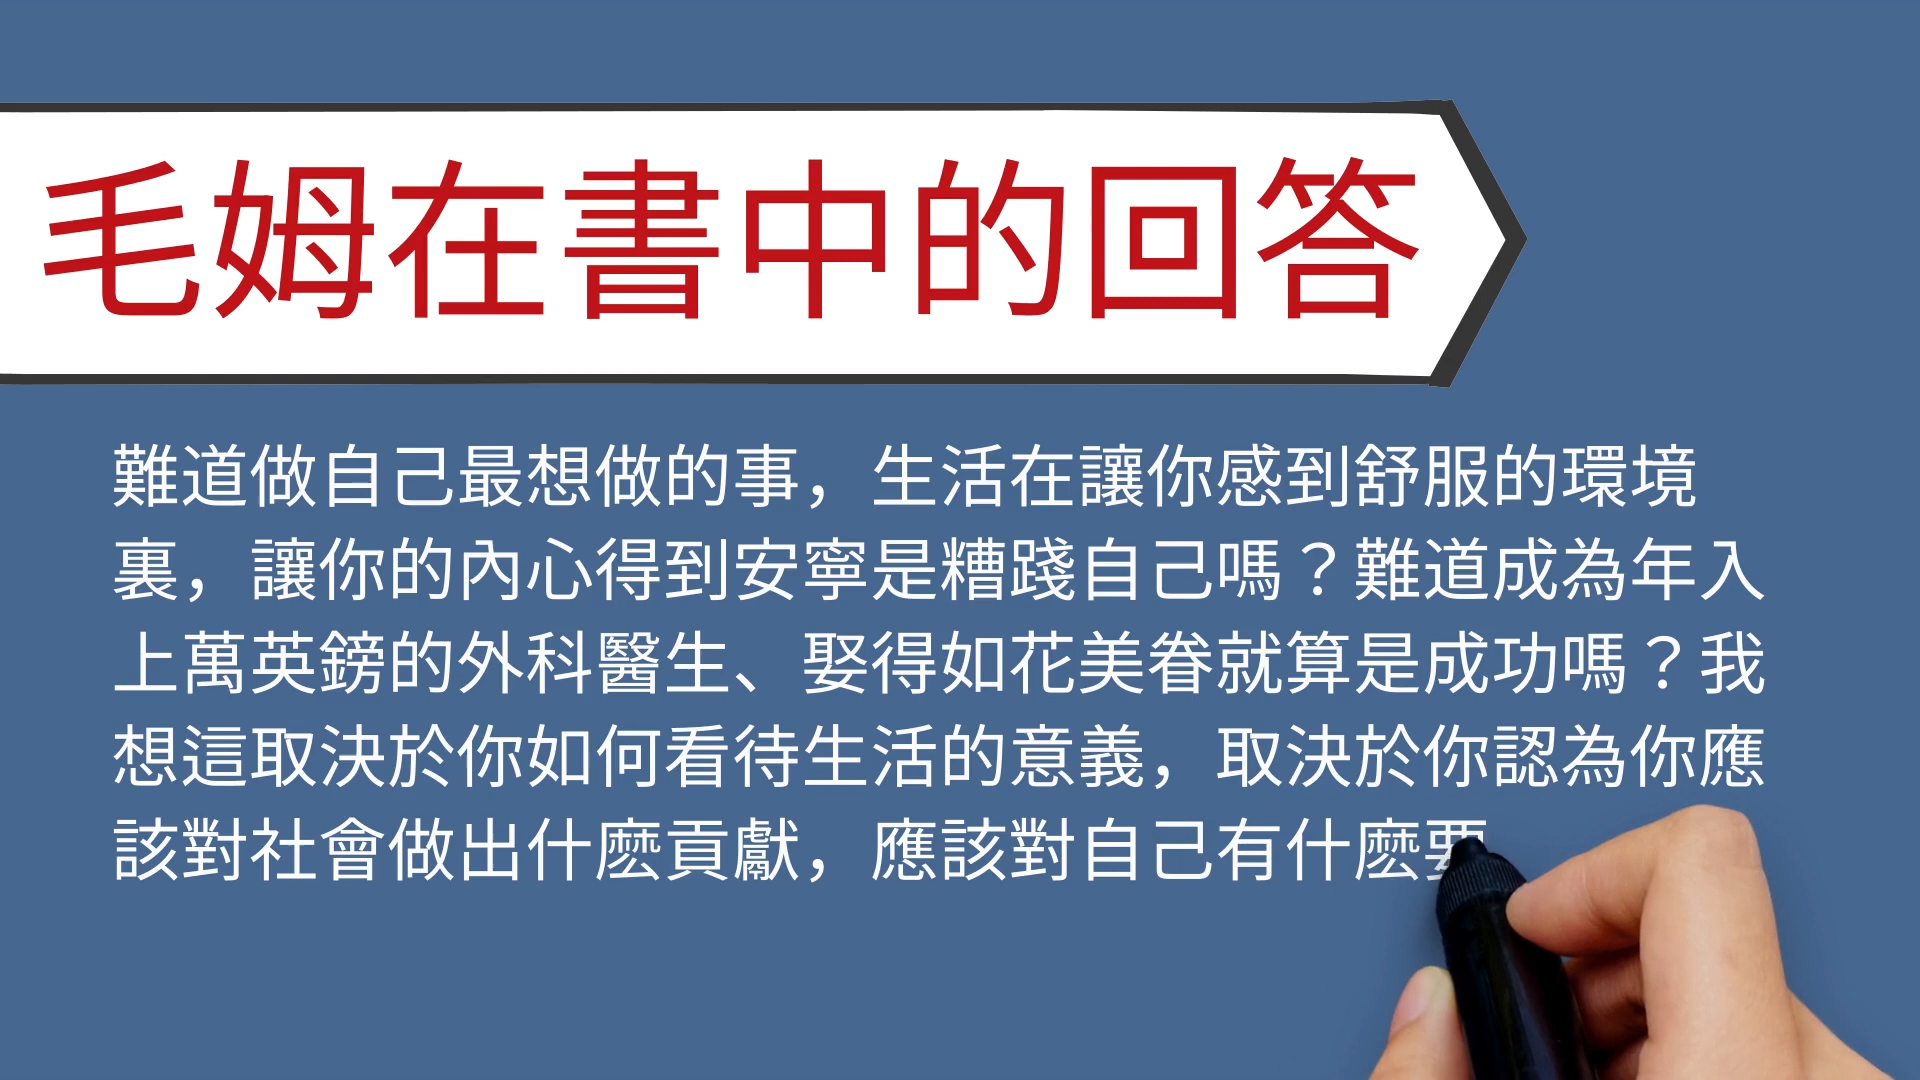 毛姆在書中的回答
難道做自己最想做的事，生活在讓你感到舒服的環境
裏，讓你的內心得到安寧是糟踐自己嗎？難道成為年入
上萬英鎊的外科醫生、娶得如花美眷就算是成功嗎？我
想這取決於你如何看待生活的意義，取決於你認為你應
該對社會做出什麽貢獻，應該對自己有什麽要